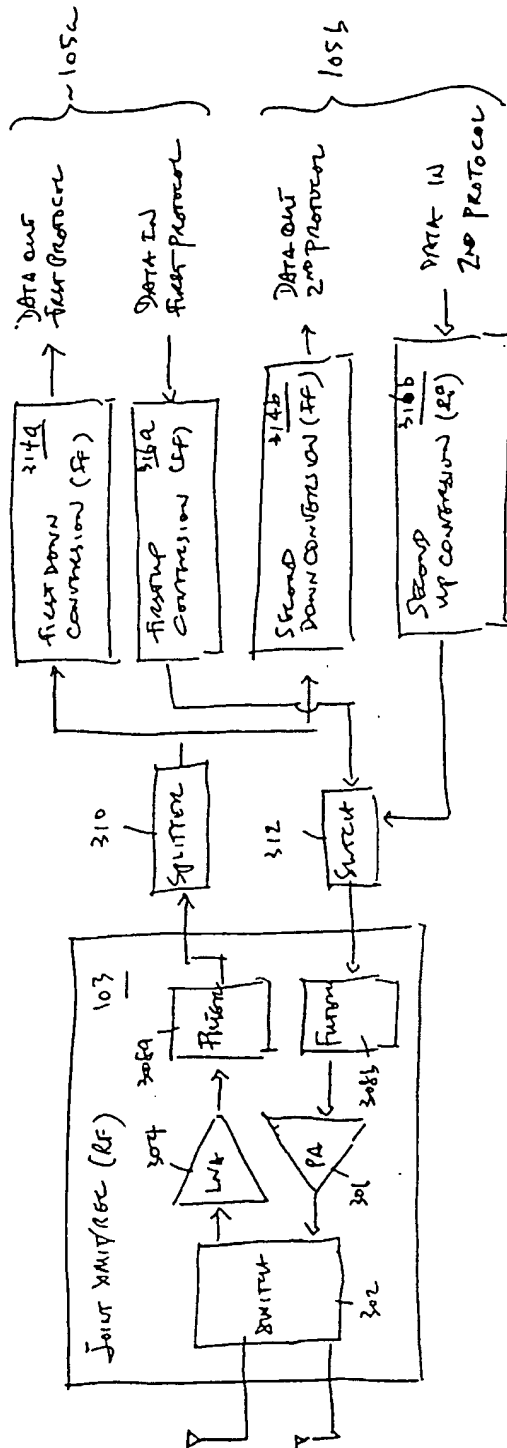 JOINT XMIT/REC (RF)
103
SWITCH
302
LNA
304
PA
306
FILTER
308a
FILTER
308b
SPLITTER
310
SWITCH
312
314a
FIRST DOWN
CONVERSION (IF)
316a
FIRST UP
CONVERSION (IF)
314b
SECOND
DOWN CONVERSION (IF)
316b
SECOND
UP CONVERSION
DATA OUT
FIRST PROTOCOL
DATA IN
FIRST PROTOCOL
DATA OUT
2ND PROTOCOL
DATA IN
2ND PROTOCOL
~105a
105b